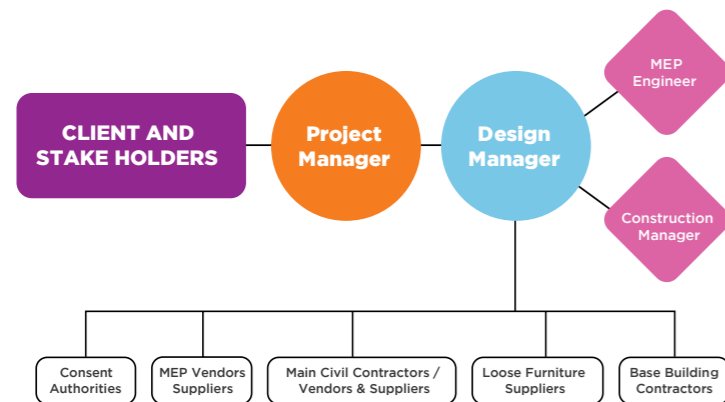 MEP
Engineer
CLIENT AND
STAKE HOLDERS
Project
Manager
Design
Manager
Construction
Manager
Consent
Authorities
MEP Vendors
Suppliers
Main Civil Contractors /
Vendors & Suppliers
Loose Furniture
Suppliers
Base Building
Contractors